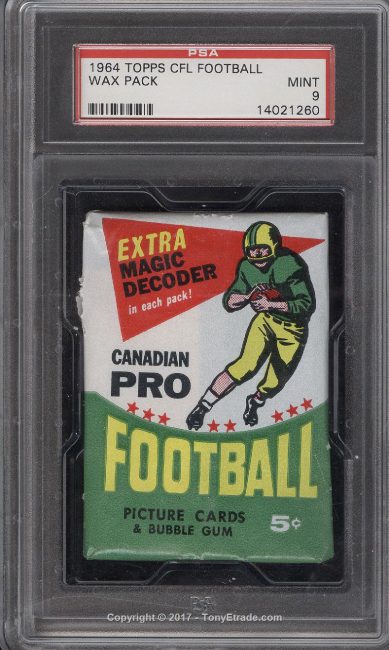 PSA
1964 TOPPS CFL FOOTBALL
WAX PACK MINT
9
14021260
EXTRA
MAGIC
DECODER
in each pack!
CANADIAN
PRO
FOOTBALL
PICTURE CARDS
& BUBBLE GUM 5¢
Copyright © 2017 - TonyEtrade.com